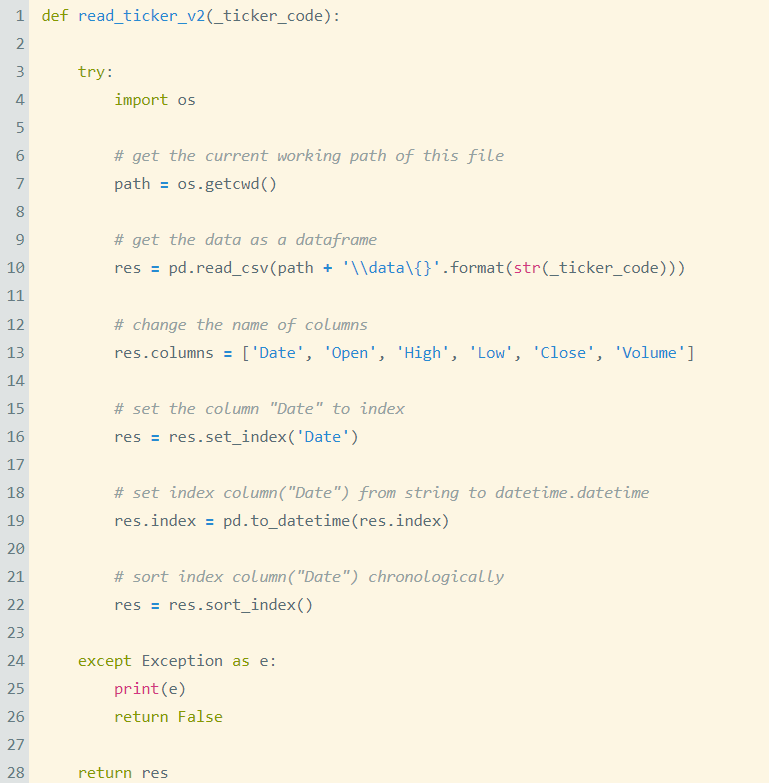 1 def read_ticker_v2(_ticker_code):
2
3     try:
4         import os
5
6         # get the current working path of this file
7         path = os.getcwd()
8
9         # get the data as a dataframe
10         res = pd.read_csv(path + '\\data\{}'.format(str(_ticker_code)))
11
12         # change the name of columns
13         res.columns = ['Date', 'Open', 'High', 'Low', 'Close', 'Volume']
14
15         # set the column "Date" to index
16         res = res.set_index('Date')
17
18         # set index column("Date") from string to datetime.datetime
19         res.index = pd.to_datetime(res.index)
20
21         # sort index column("Date") chronologically
22         res = res.sort_index()
23
24     except Exception as e:
25         print(e)
26         return False
27
28     return res